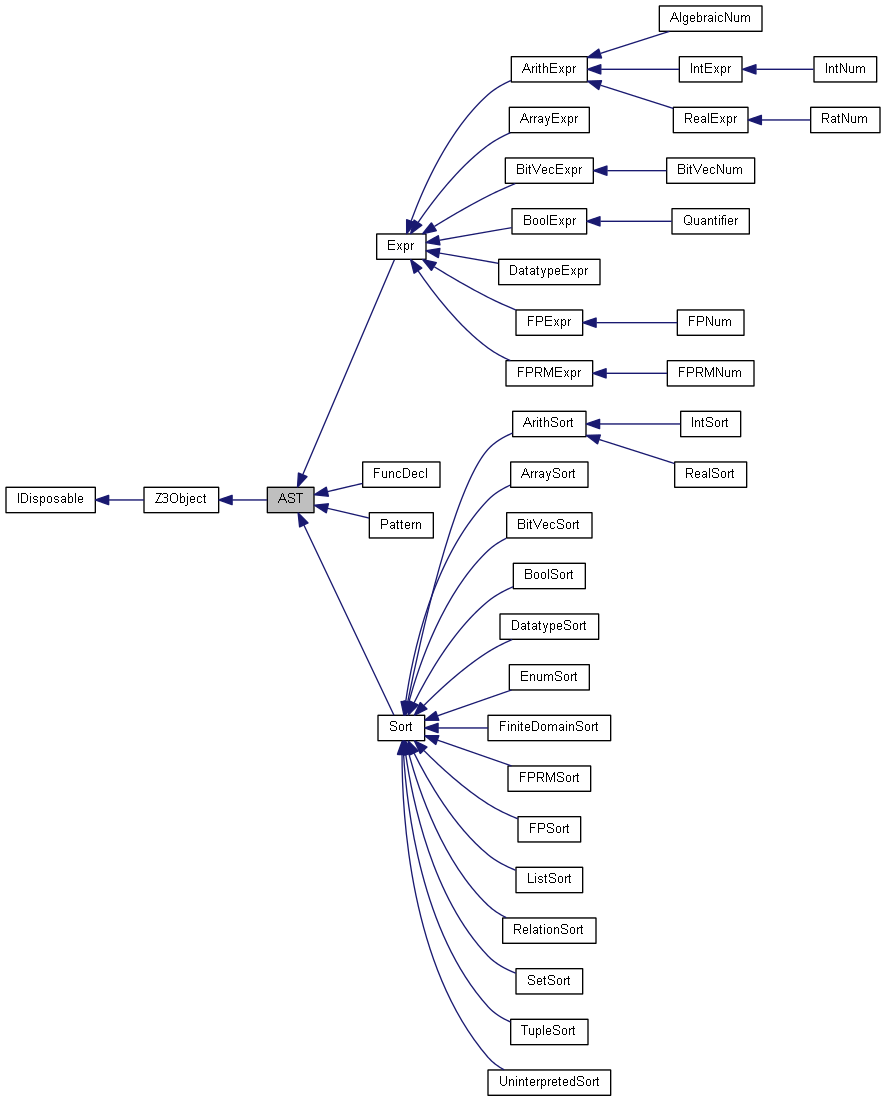 AlgebraicNum
ArithExpr
IntExpr
IntNum
RealExpr
RatNum
ArrayExpr
BitVecExpr
BitVecNum
BoolExpr
Quantifier
Expr
DatatypeExpr
FPExpr
FPNum
FPRMExpr
FPRMNum
ArithSort
IntSort
RealSort
ArraySort
FuncDecl
IDisposable
Z3Object
AST
Pattern
BitVecSort
BoolSort
DatatypeSort
EnumSort
Sort
FiniteDomainSort
FPRMSort
FPSort
ListSort
RelationSort
SetSort
TupleSort
UninterpretedSort